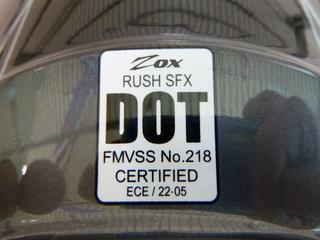 Zox
RUSH SFX
DOT
FMVSS No.218
CERTIFIED
ECE / 22-05